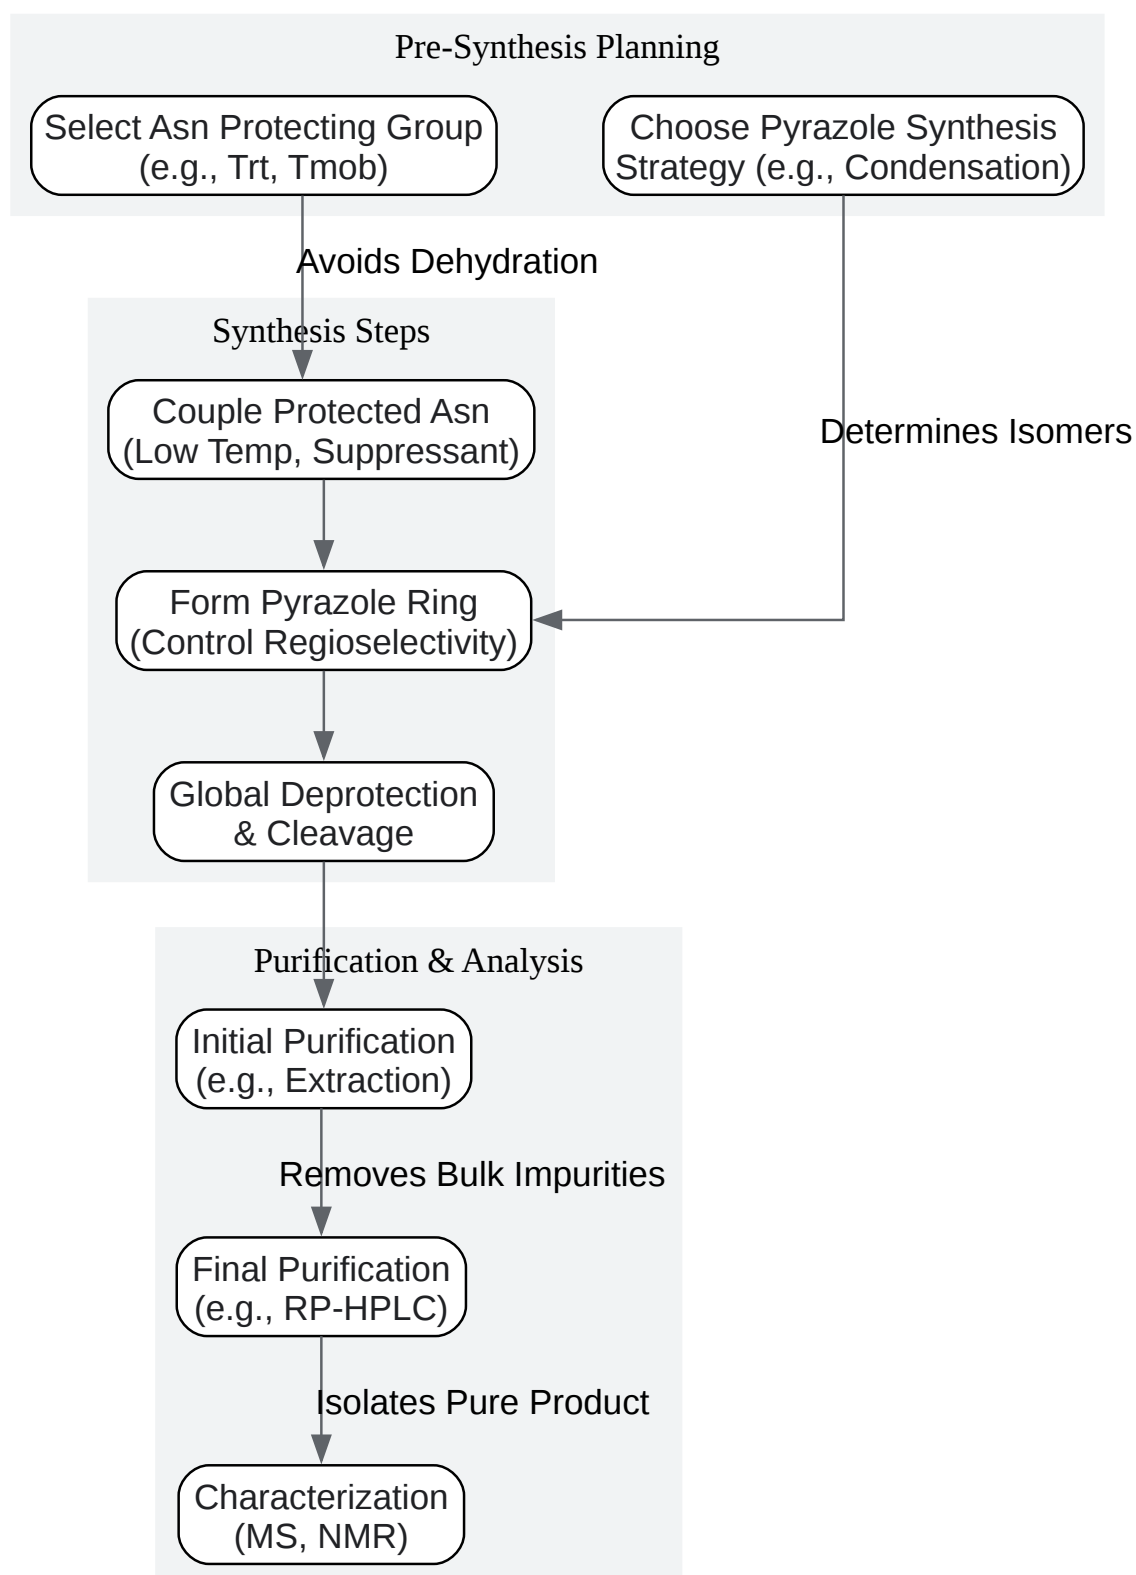 Pre-Synthesis Planning
Select Asn Protecting Group
(e.g., Trt, Tmob)
Choose Pyrazole Synthesis
Strategy (e.g., Condensation)
Avoids Dehydration
Synthesis Steps
Couple Protected Asn
(Low Temp, Suppressant)
Determines Isomers
Form Pyrazole Ring
(Control Regioselectivity)
Global Deprotection
& Cleavage
Purification & Analysis
Initial Purification
(e.g., Extraction)
Removes Bulk Impurities
Final Purification
(e.g., RP-HPLC)
Isolates Pure Product
Characterization
(MS, NMR)